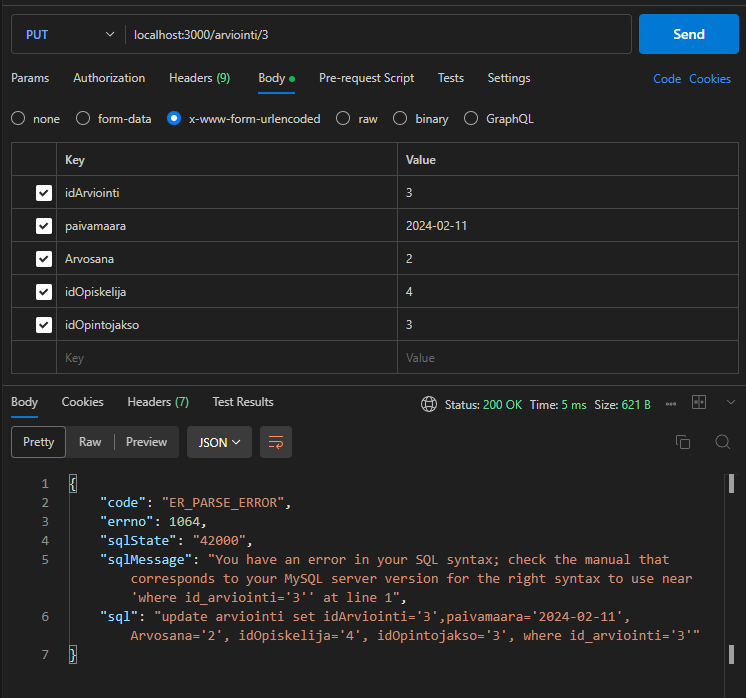 PUT localhost:3000/arviointi/3 Send
Params Authorization Headers (9) Body Pre-request Script Tests Settings Code Cookies
none form-data x-www-form-urlencoded raw binary GraphQL
Key Value
idArviointi 3
paivamaara 2024-02-11
Arvosana 2
idOpiskelija 4
idOpintojakso 3
Key Value
Body Cookies Headers (7) Test Results Status: 200 OK Time: 5 ms Size: 621 B
Pretty Raw Preview JSON
1 {
2 "code": "ER_PARSE_ERROR",
3 "errno": 1064,
4 "sqlState": "42000",
5 "sqlMessage": "You have an error in your SQL syntax; check the manual that
corresponds to your MySQL server version for the right syntax to use near
'where id_arviointi='3'' at line 1",
6 "sql": "update arviointi set idArviointi='3',paivamaara='2024-02-11',
Arvosana='2', idOpiskelija='4', idOpintojakso='3', where id_arviointi='3'"
7 }